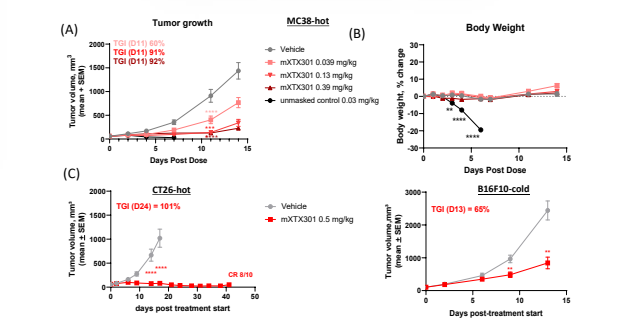 (A)
Tumor growth
MC38-hot
TGI (D11) 60%
TGI (D11) 91%
TGI (D11) 92%
Tumor volume, mm³
(mean + SEM)
2000
1500
1000
500
0
0 5 10 15
Days Post Dose
****
***
****
Vehicle
mXTX301 0.039 mg/kg
mXTX301 0.13 mg/kg
mXTX301 0.39 mg/kg
unmasked control 0.03 mg/kg
(B)
Body Weight
Body weight, % change
30
20
10
0
-10
-20
-30
**
****
****
0 5 10 15
Days Post Dose
(C)
CT26-hot
TGI (D24) = 101%
Tumor volume, mm³
(mean ± SEM)
2000
1500
1000
500
0
****
****
CR 8/10
0 10 20 30 40 50
days post treatment start
Vehicle
mXTX301 0.5 mg/kg
B16F10-cold
TGI (D13) = 65%
Tumor volume,mm³
(mean ± SEM)
3000
2000
1000
0
**
**
0 5 10 15
Days post-treatment start